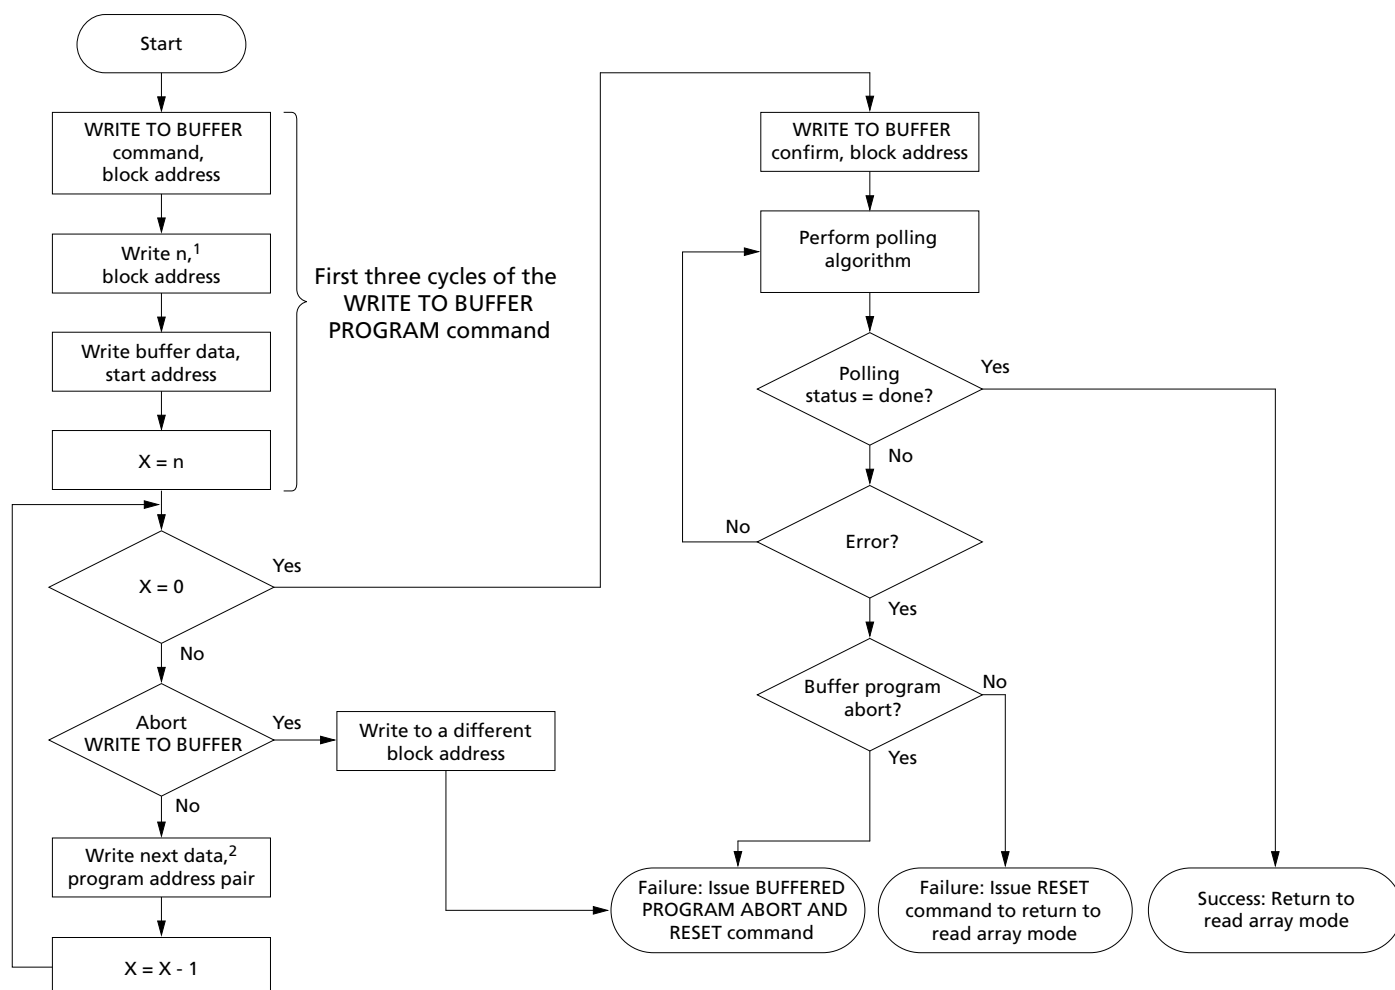 Start
WRITE TO BUFFER
command,
block address
Write n,1
block address
Write buffer data,
start address
X = n
First three cycles of the
WRITE TO BUFFER
PROGRAM command
X = 0
Yes
No
Abort
WRITE TO BUFFER
Yes
Write to a different
block address
No
Write next data,2
program address pair
X = X - 1
WRITE TO BUFFER
confirm, block address
Perform polling
algorithm
Polling
status = done?
Yes
No
Error?
No
Yes
Buffer program
abort?
No
Yes
Failure: Issue BUFFERED
PROGRAM ABORT AND
RESET command
Failure: Issue RESET
command to return to
read array mode
Success: Return to
read array mode